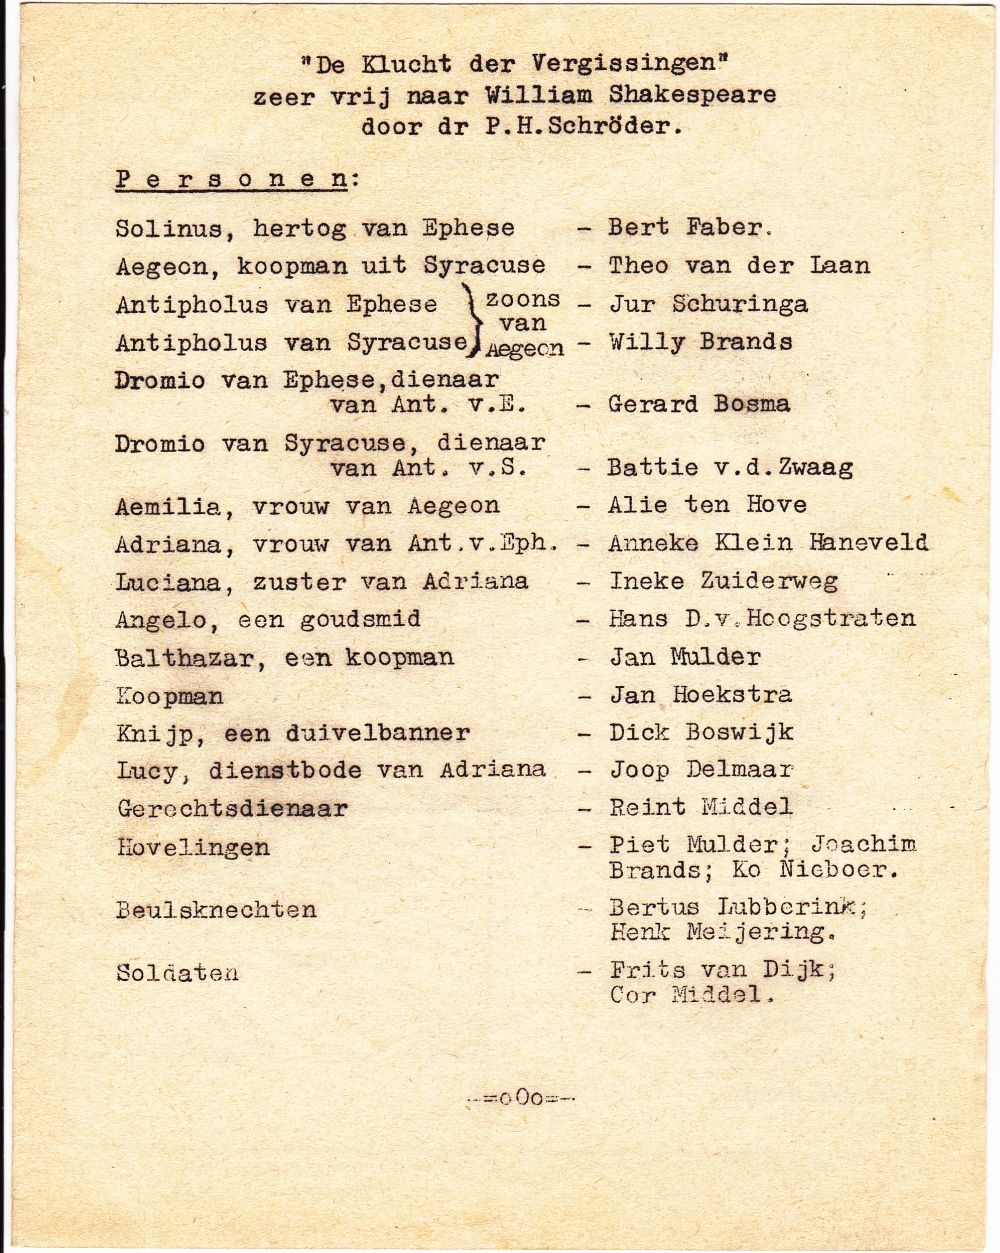 "De Klucht der Vergissingen"
zeer vrij naar William Shakespeare
door dr P.H.Schröder.
Personen:
Solinus, hertog van Ephese - Bert Faber.
Aegeon, koopman uit Syracuse - Theo van der Laan
Antipholus van Ephese } zoons - Jur Schuringa
van
Antipholus van Syracuse } Aegeon - Willy Brands
Dromio van Ephese,dienaar
van Ant. v.E. - Gerard Bosma
Dromio van Syracuse, dienaar
van Ant. v.S. - Battie v.d.Zwaag
Aemilia, vrouw van Aegeon - Alie ten Hove
Adriana, vrouw van Ant.v.Eph. - Anneke Klein Haneveld
Luciana, zuster van Adriana - Ineke Zuiderweg
Angelo, een goudsmid - Hans D.v.Hoogstraten
Balthazar, een koopman - Jan Mulder
Koopman - Jan Hoekstra
Knijp, een duivelbanner - Dick Boswijk
Lucy, dienstbode van Adriana - Joop Delmaar
Gerechtsdienaar - Reint Middel
Hovelingen - Piet Mulder; Joachim
Brands; Ko Nieboer.
Beulsknechten - Bertus Lubberink;
Henk Meijering.
Soldaten - Frits van Dijk;
Cor Middel.
--=oOo=--